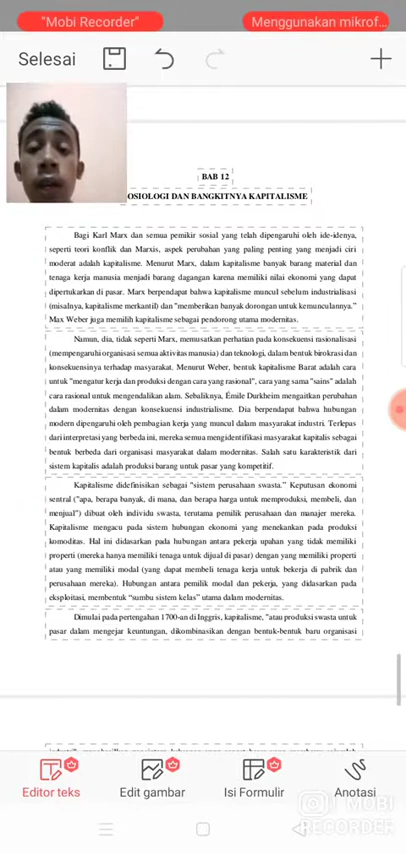 "Mobi Recorder"
Menggunakan mikrof...
Selesai
BAB 12
OSIOLOGI DAN BANGKITNYA KAPITALISME
Bagi Karl Marx dan semua pemikir sosial yang telah dipengaruhi oleh ide-idenya,
seperti teori konflik dan Marxis, aspek perubahan yang paling penting yang menjadi ciri
moderat adalah kapitalisme. Menurut Marx, dalam kapitalisme banyak barang material dan
tenaga kerja manusia menjadi barang dagangan karena memiliki nilai ekonomi yang dapat
dipertukarkan di pasar. Marx berpendapat bahwa kapitalisme muncul sebelum industrialisasi
(misalnya, kapitalisme merkantil) dan "memberikan banyak dorongan untuk kemunculannya."
Max Weber juga memilih kapitalisme sebagai pendorong utama modernitas.
Namun, dia, tidak seperti Marx, memusatkan perhatian pada konsekuensi rasionalisasi
(mempengaruhi organisasi semua aktivitas manusia) dan teknologi, dalam bentuk birokrasi dan
konsekuensinya terhadap masyarakat. Menurut Weber, bentuk kapitalisme Barat adalah cara
untuk "mengatur kerja dan produksi dengan cara yang rasional", cara yang sama "sains" adalah
cara rasional untuk mengendalikan alam. Sebaliknya, Émile Durkheim mengaitkan perubahan
dalam modernitas dengan konsekuensi industrialisme. Dia berpendapat bahwa hubungan
modern dipengaruhi oleh pembagian kerja yang muncul dalam masyarakat industri. Terlepas
dari interpretasi yang berbeda ini, mereka semua mengidentifikasi masyarakat kapitalis sebagai
bentuk berbeda dari organisasi masyarakat dalam modernitas. Salah satu karakteristik dari
sistem kapitalis adalah produksi barang untuk pasar yang kompetitif.
Kapitalisme didefinisikan sebagai "sistem perusahaan swasta." Keputusan ekonomi
sentral ("apa, berapa banyak, di mana, dan berapa harga untuk memproduksi, membeli, dan
menjual") dibuat oleh individu swasta, terutama pemilik perusahaan dan manajer mereka.
Kapitalisme mengacu pada sistem hubungan ekonomi yang menekankan pada produksi
komoditas. Hal ini didasarkan pada hubungan antara pekerja upahan yang tidak memiliki
properti (mereka hanya memiliki tenaga untuk dijual di pasar) dengan yang memiliki properti
atau yang memiliki modal (yang dapat membeli tenaga kerja untuk bekerja di pabrik dan
perusahaan mereka). Hubungan antara pemilik modal dan pekerja, yang didasarkan pada
eksploitasi, membentuk "sumbu sistem kelas" utama dalam modernitas.
Dimulai pada pertengahan 1700-an di Inggris, kapitalisme, "atau produksi swasta untuk
pasar dalam mengejar keuntungan, dikombinasikan dengan bentuk-bentuk baru organisasi
Editor teks
Edit gambar
Isi Formulir
Anotasi
MOBI
RECORDER